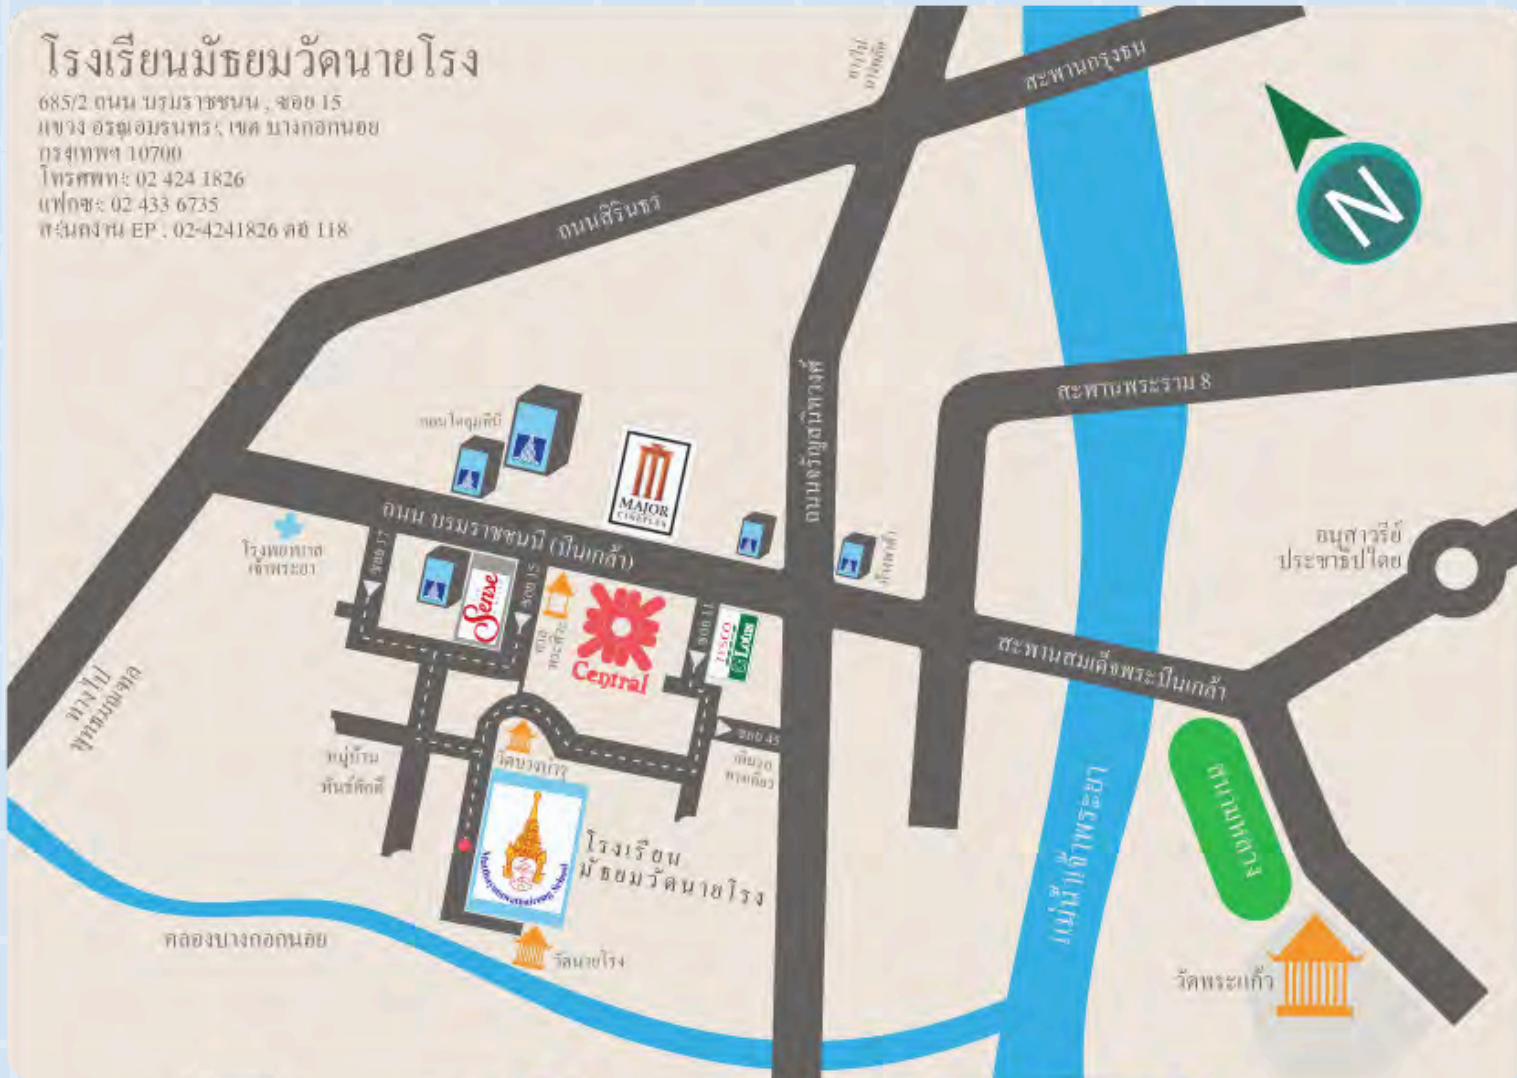 โรงเรียนมัธยมวัดนายโรง
685/2 ถนน บรมราชชนน , ซอย 15
แขวง อรุณอมรนทร , เขต บางกอกนอย
กรุงเทพฯ 10700
โทรศพท : 02 424 1826
แฟกซ : 02 433 6735
สนกงาน EP . 02-4241826 ตอ 118
สะพานกรุงธน
ถนนสิรินธร
ถนนจรัญสนิทวงศ์
สะพานพระราม 8
MAJOR
CINEPLEX
ถนน บรมราชชนนี (ปิ่นเกล้า)
โรงพยาบาล
เจ้าพระยา
ซอย 17
Sense
ซอย 15
Central
ซอย 11
TESCO
Lotus
อนุสาวรีย์
ประชาธิปไตย
สะพานสมเด็จพระปิ่นเกล้า
ทางไป
พุทธมณฑล
หมู่บ้าน
พันธ์ศักดิ์
วัดบางบำหรุ
ซอย 45
โรงเรียน
มัธยมวัดนายโรง
Mathayomwatnairong School
สนามหลวง
แม่น้ำเจ้าพระยา
คลองบางกอกน้อย
วัดนายโรง
วัดพระแก้ว
N